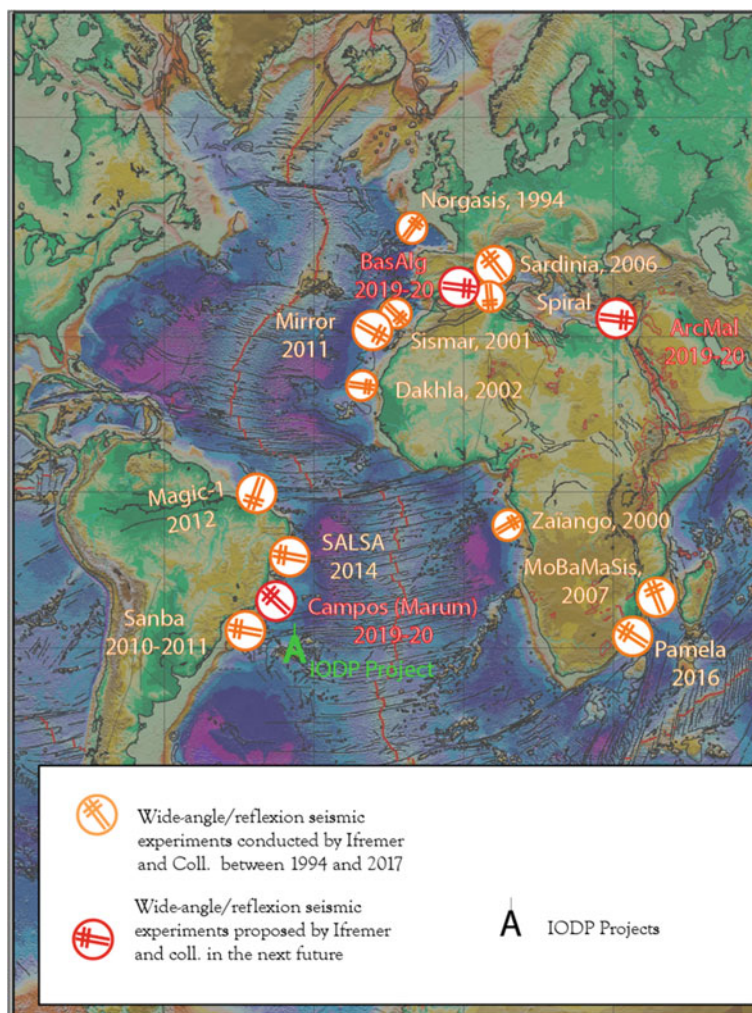 Norgasis, 1994
BasAlg
2019-20
Sardinia, 2006
Spiral
Mirror
2011
Sismar, 2001
ArcMal
2019-20
Dakhla, 2002
Magic-1
2012
Zaïango, 2000
SALSA
2014
MoBaMaSis,
2007
Campos (Marum)
2019-20
Sanba
2010-2011
IODP Project
Pamela
2016
Wide-angle/reflexion seismic
experiments conducted by Ifremer
and Coll. between 1994 and 2017
Wide-angle/reflexion seismic
experiments proposed by Ifremer
and coll. in the next future
IODP Projects